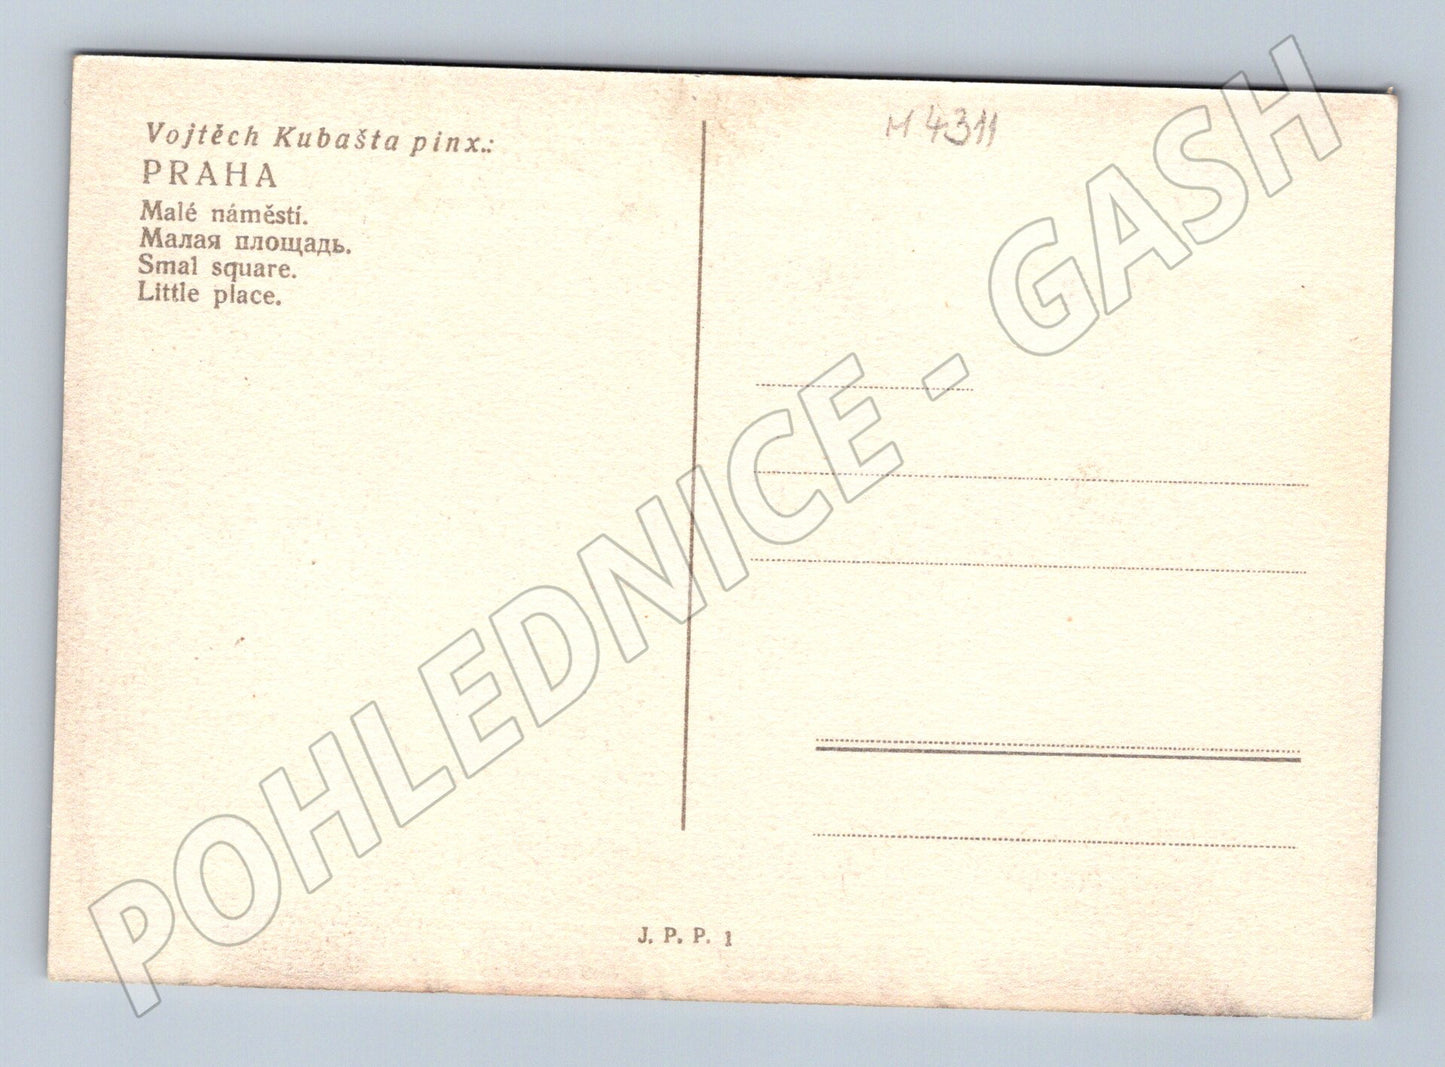 Vojtěch Kubašta pinx.:
PRAHA
Malé náměstí.
Малая площадь.
Smal square.
Little place.
M 4311
J. P. P. 1
POHLEDNICE - GASH